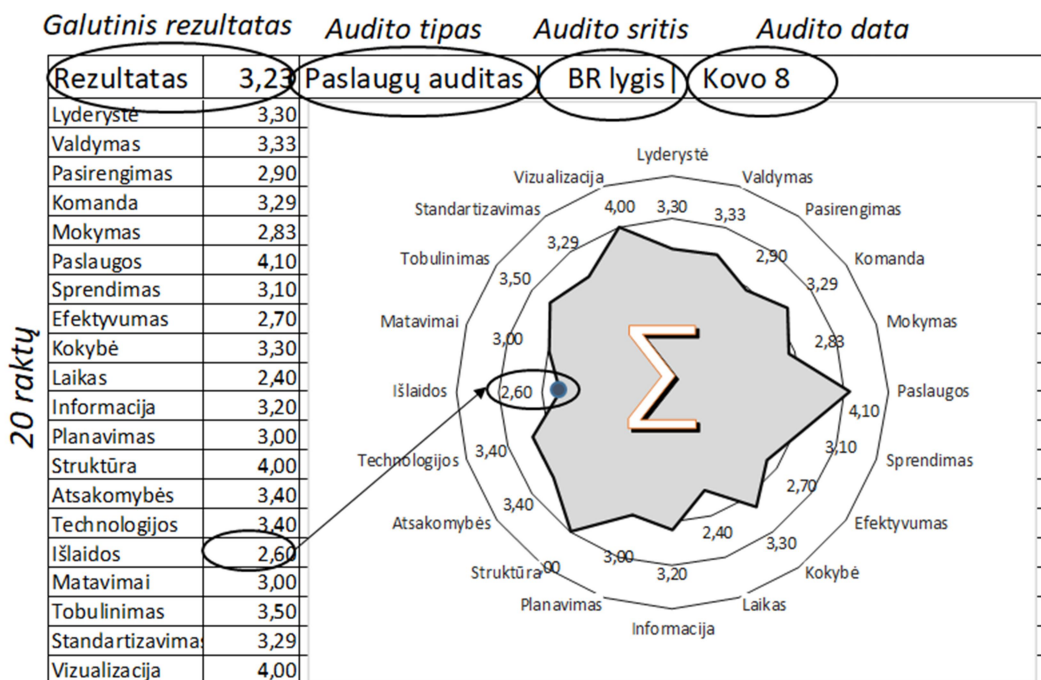 Galutinis rezultatas Audito tipas Audito sritis Audito data
Rezultatas 3,23 Paslaugų auditas | BR lygis | Kovo 8
20 raktų
Lyderystė 3,30
Valdymas 3,33
Pasirengimas 2,90
Komanda 3,29
Mokymas 2,83
Paslaugos 4,10
Sprendimas 3,10
Efektyvumas 2,70
Kokybė 3,30
Laikas 2,40
Informacija 3,20
Planavimas 3,00
Struktūra 4,00
Atsakomybės 3,40
Technologijos 3,40
Išlaidos 2,60
Matavimai 3,00
Tobulinimas 3,50
Standartizavimas 3,29
Vizualizacija 4,00
Lyderystė
Vizualizacija Valdymas
Standartizavimas 4,00 3,30 3,33 Pasirengimas
Tobulinimas 3,29 2,90 Komanda
3,50 3,29
Matavimai 3,00 2,83 Mokymas
Σ
Išlaidos 2,60 Paslaugos
4,10
Technologijos 3,40 3,10 Sprendimas
2,70
Atsakomybės 3,40 2,40 Efektyvumas
3,00 3,30
Struktūra ,00 3,20 Kokybė
Planavimas Laikas
Informacija